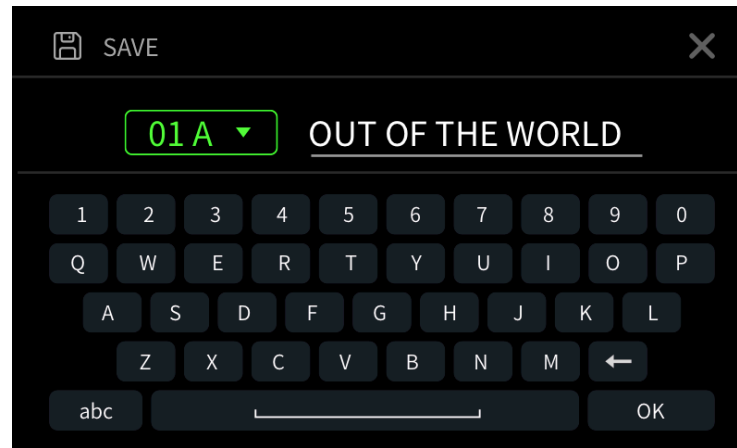 SAVE
01 A OUT OF THE WORLD
1 2 3 4 5 6 7 8 9 0
Q W E R T Y U I O P
A S D F G H J K L
Z X C V B N M
abc OK